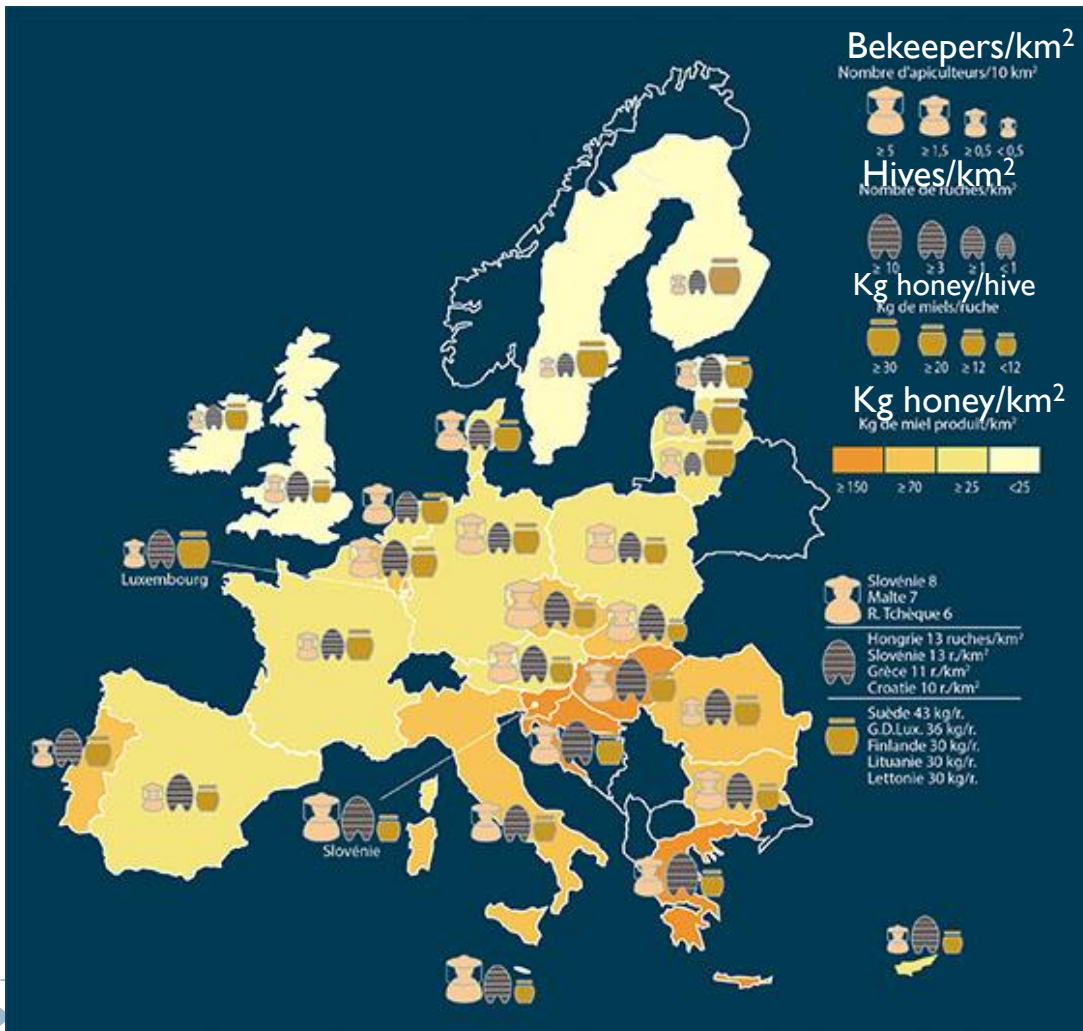 Bekeepers/km²
Nombre d'apiculteurs/10 km²
≥ 5 ≥ 1,5 ≥ 0,5 < 0,5
Hives/km²
Nombre de ruches/km²
≥ 10 ≥ 3 ≥ 1 < 1
Kg honey/hive
Kg de miels/ruche
≥ 30 ≥ 20 ≥ 12 <12
Kg honey/km²
Kg de miel produit/km²
≥ 150 ≥ 70 ≥ 25 <25
Luxembourg
Slovénie 8
Malte 7
R. Tchèque 6
Hongrie 13 ruches/km²
Slovénie 13 r./km²
Grèce 11 r./km²
Croatie 10 r./km²
Suède 43 kg/r.
G.D.Lux. 36 kg/r.
Finlande 30 kg/r.
Lituanie 30 kg/r.
Lettonie 30 kg/r.
Slovénie